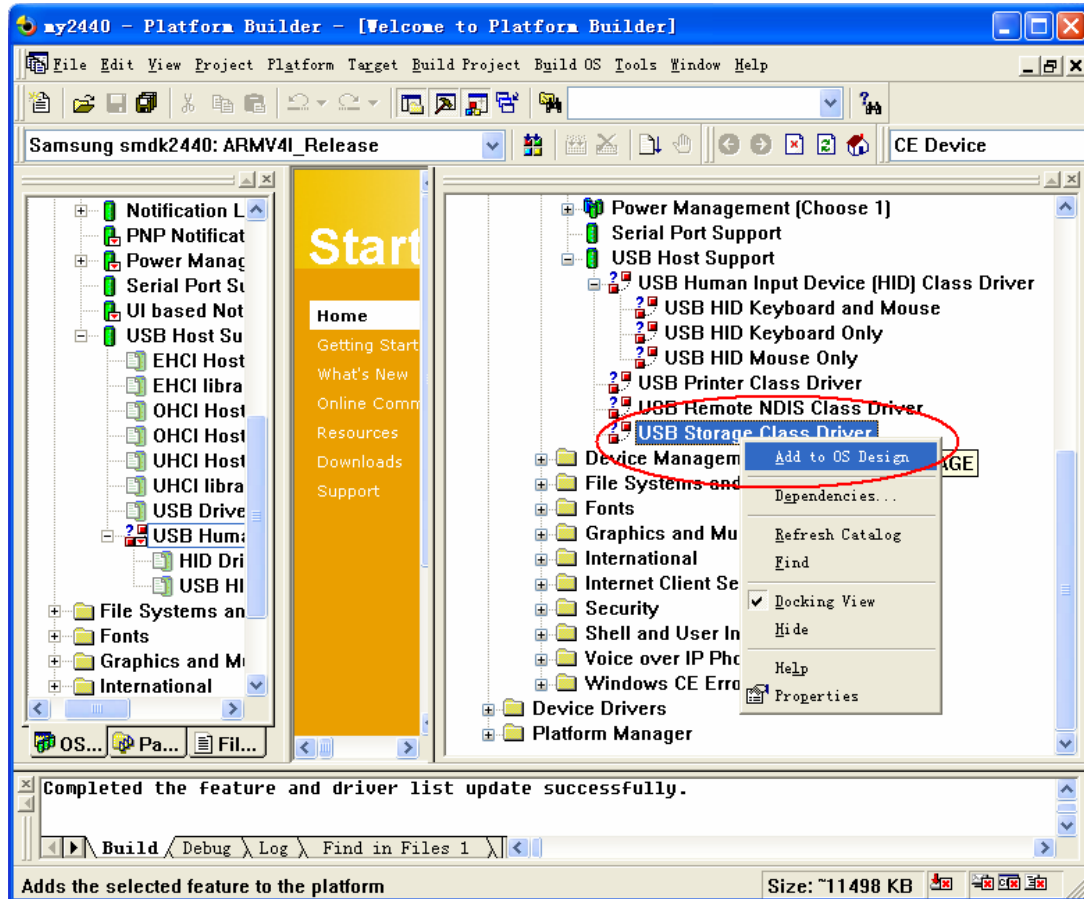 my2440 - Platform Builder - [Welcome to Platform Builder]
File Edit View Project Platform Target Build Project Build OS Tools Window Help
Samsung smdk2440: ARMV4I_Release
CE Device
Notification L
PNP Notificat
Power Manag
Serial Port Su
UI based Not
USB Host Su
EHCI Host
EHCI libra
OHCI Host
OHCI Host
UHCI Host
UHCI libra
USB Drive
USB Huma
HID Dri
USB HI
File Systems an
Fonts
Graphics and M
International
OS...
Pa...
Fil...
Start
Home
Getting Start
What's New
Online Comm
Resources
Downloads
Support
Power Management (Choose 1)
Serial Port Support
USB Host Support
USB Human Input Device (HID) Class Driver
USB HID Keyboard and Mouse
USB HID Keyboard Only
USB HID Mouse Only
USB Printer Class Driver
USB Remote NDIS Class Driver
USB Storage Class Driver
Device Managem
File Systems and
Fonts
Graphics and Mu
International
Internet Client Se
Security
Shell and User In
Voice over IP Pho
Windows CE Erro
Device Drivers
Platform Manager
AGE
Add to OS Design
Dependencies...
Refresh Catalog
Find
Docking View
Hide
Help
Properties
Completed the feature and driver list update successfully.
Build Debug Log Find in Files 1
Adds the selected feature to the platform
Size: ~11498 KB